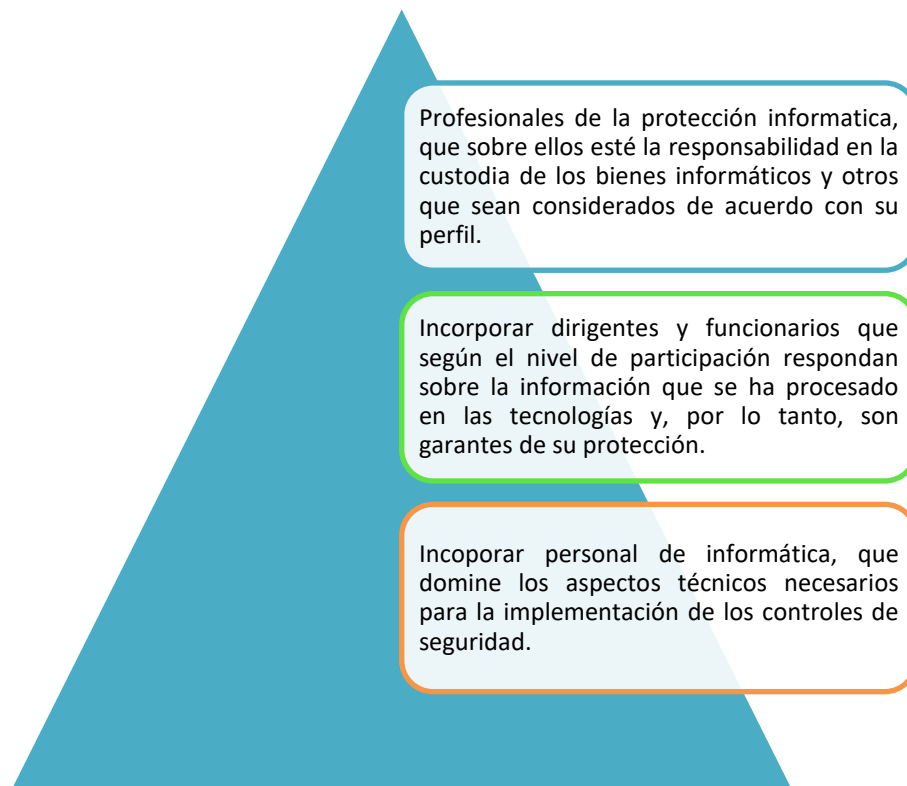 Profesionales de la protección informatica,
que sobre ellos esté la responsabilidad en la
custodia de los bienes informáticos y otros
que sean considerados de acuerdo con su
perfil.
Incorporar dirigentes y funcionarios que
según el nivel de participación respondan
sobre la información que se ha procesado
en las tecnologías y, por lo tanto, son
garantes de su protección.
Incoporar personal de informática, que
domine los aspectos técnicos necesarios
para la implementación de los controles de
seguridad.